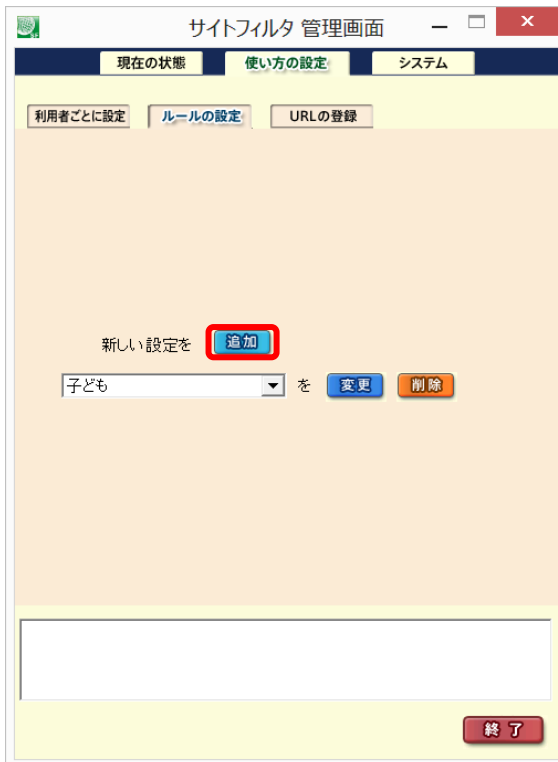 サイトフィルタ 管理画面
現在の状態 使い方の設定 システム
利用者ごとに設定 ルールの設定 URLの登録
新しい設定を 追加
子ども を 変更 削除
終了